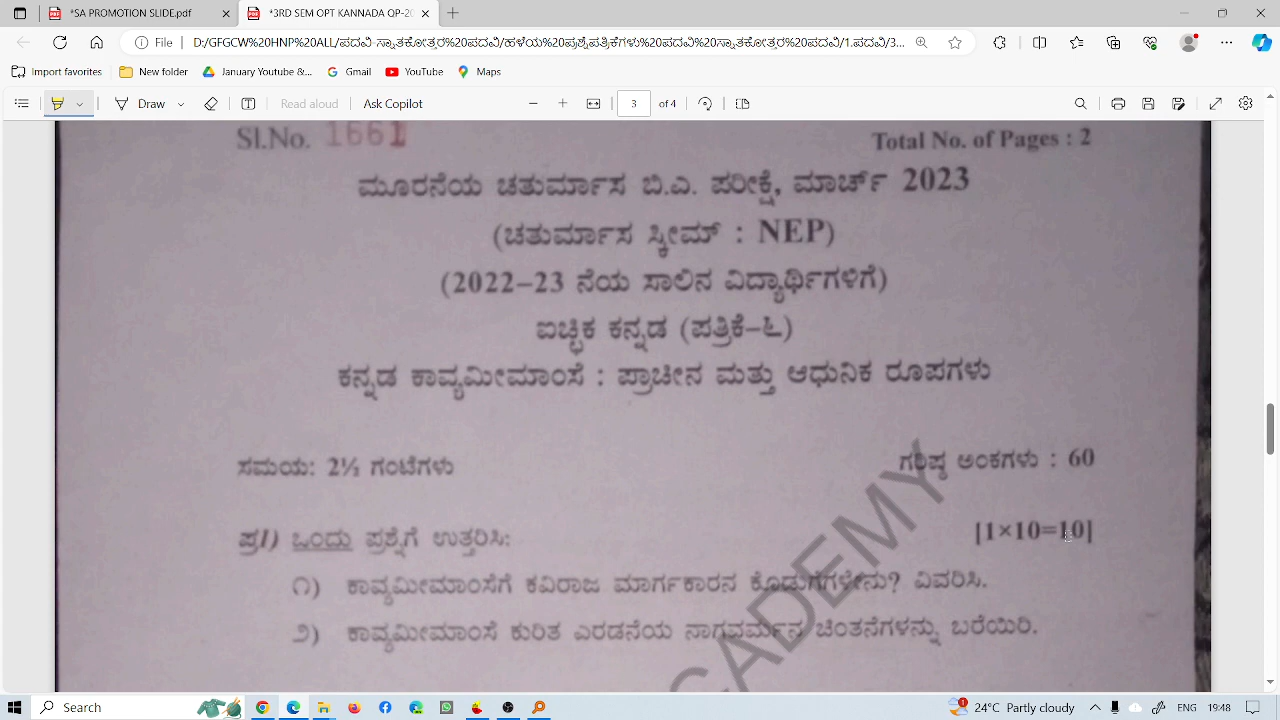 *SA PROMOTION SLIDE.pdf
*3RD SEM OPT KANNADA QP-20
File D:/GFGCW%20HNP%20ALL/ಪದವಿ-ಸ್ನಾತಕೋತ್ತರ%20ಪದವಿ/ಹಳೆಯ%20ಪ್ರಶ್ನೆಪತ್ರಿಕೆಗಳು%20ಪದವಿ%20ಸ್ನಾತಕೋತ್ತರ%20ಪದವಿ/1.ಪದವಿ/3...
Import favorites New folder January Youtube &... Gmail YouTube Maps
Draw Read aloud Ask Copilot 3 of 4
Sl.No. 1661 Total No. of Pages : 2
ಮೂರನೆಯ ಚತುರ್ಮಾಸ ಬಿ.ಎ. ಪರೀಕ್ಷೆ, ಮಾರ್ಚ್ 2023
(ಚತುರ್ಮಾಸ ಸ್ಕೀಮ್ : NEP)
(2022–23 ನೆಯ ಸಾಲಿನ ವಿದ್ಯಾರ್ಥಿಗಳಿಗೆ)
ಐಚ್ಛಿಕ ಕನ್ನಡ (ಪತ್ರಿಕೆ–೬)
ಕನ್ನಡ ಕಾವ್ಯಮೀಮಾಂಸೆ : ಪ್ರಾಚೀನ ಮತ್ತು ಆಧುನಿಕ ರೂಪಗಳು
ಸಮಯ: 2½ ಗಂಟೆಗಳು ಗರಿಷ್ಠ ಅಂಕಗಳು : 60
ಪ್ರ1) ಒಂದು ಪ್ರಶ್ನೆಗೆ ಉತ್ತರಿಸಿ: [1×10=10]
೧) ಕಾವ್ಯಮೀಮಾಂಸೆಗೆ ಕವಿರಾಜ ಮಾರ್ಗಕಾರನ ಕೊಡುಗೆಗಳೇನು? ವಿವರಿಸಿ.
೨) ಕಾವ್ಯಮೀಮಾಂಸೆ ಕುರಿತ ಎರಡನೆಯ ನಾಗವರ್ಮನ ಚಿಂತನೆಗಳನ್ನು ಬರೆಯಿರಿ.
CADEMY
Search 24°C Partly cloudy ENG 19:48